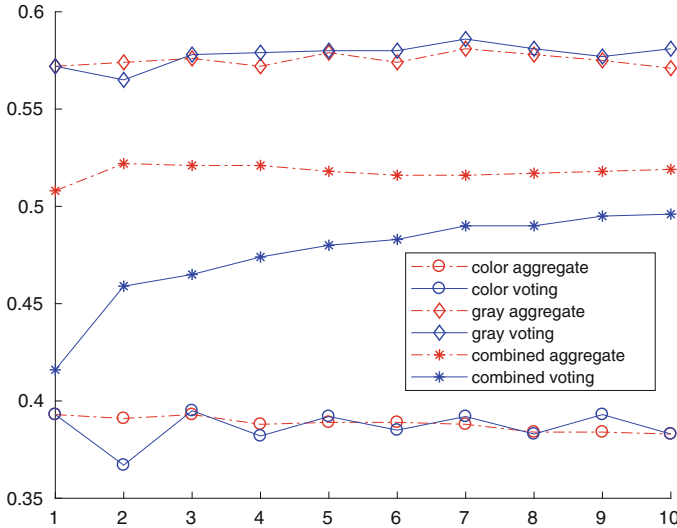 0.6
0.55
0.5
0.45
0.4
0.35
color aggregate
color voting
gray aggregate
gray voting
combined aggregate
combined voting
1 2 3 4 5 6 7 8 9 10